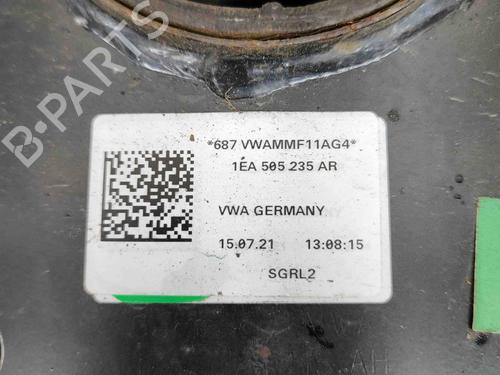 B-PARTS
*687 VWAMMF11AG4*
1EA 505 235 AR
VWA GERMANY
15.07.21 13:08:15
SGRL2